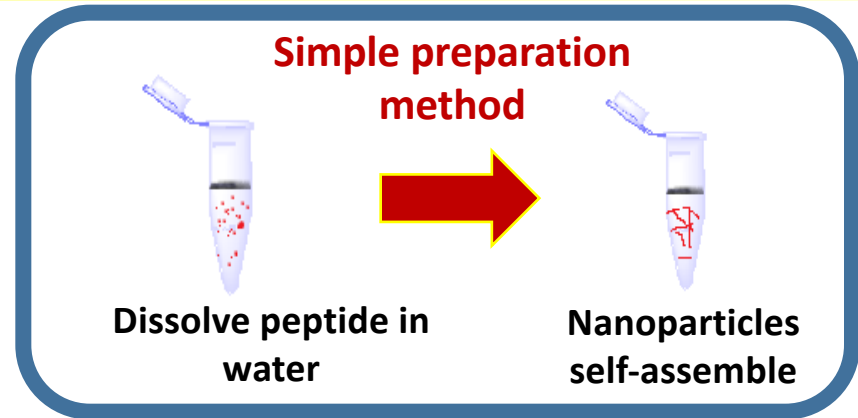 Simple preparation
method
Dissolve peptide in
water
Nanoparticles
self-assemble